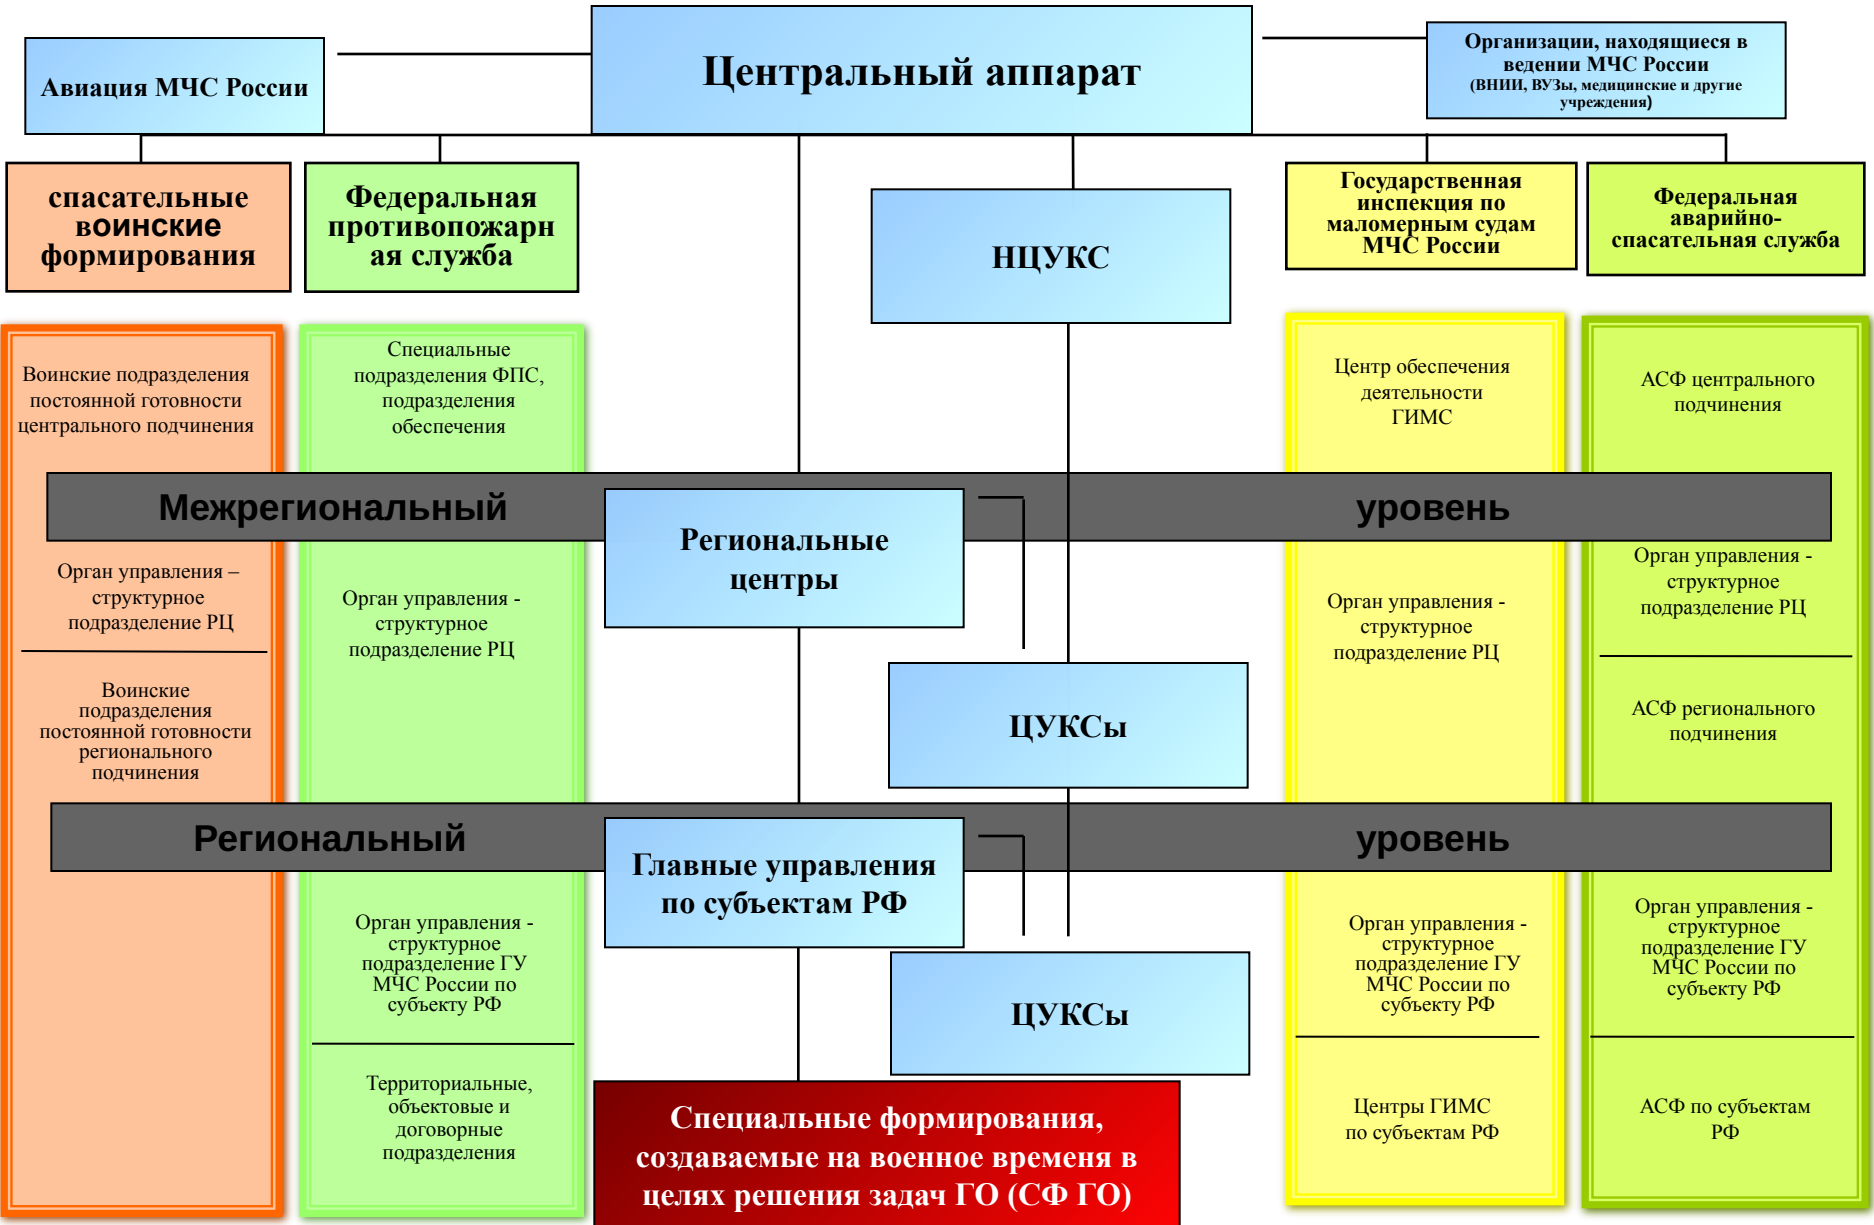 Авиация МЧС России
Центральный аппарат
Организации, находящиеся в
ведении МЧС России
(ВНИИ, ВУЗы, медицинские и другие
учреждения)
спасательные
воинские
формирования
Федеральная
противопожарн
ая служба
НЦУКС
Государственная
инспекция по
маломерным судам
МЧС России
Федеральная
аварийно-
спасательная служба
Воинские подразделения
постоянной готовности
центрального подчинения
Специальные
подразделения ФПС,
подразделения
обеспечения
Центр обеспечения
деятельности
ГИМС
АСФ центрального
подчинения
Межрегиональный
уровень
Региональные
центры
Орган управления –
структурное
подразделение РЦ
Орган управления -
структурное
подразделение РЦ
Орган управления -
структурное
подразделение РЦ
Орган управления -
структурное
подразделение РЦ
Воинские
подразделения
постоянной готовности
регионального
подчинения
ЦУКСы
АСФ регионального
подчинения
Региональный
уровень
Главные управления
по субъектам РФ
Орган управления -
структурное
подразделение ГУ
МЧС России по
субъекту РФ
ЦУКСы
Орган управления -
структурное
подразделение ГУ
МЧС России по
субъекту РФ
Орган управления -
структурное
подразделение ГУ
МЧС России по
субъекту РФ
Территориальные,
объектовые и
договорные
подразделения
Специальные формирования,
создаваемые на военное временя в
целях решения задач ГО (СФ ГО)
Центры ГИМС
по субъектам РФ
АСФ по субъектам
РФ